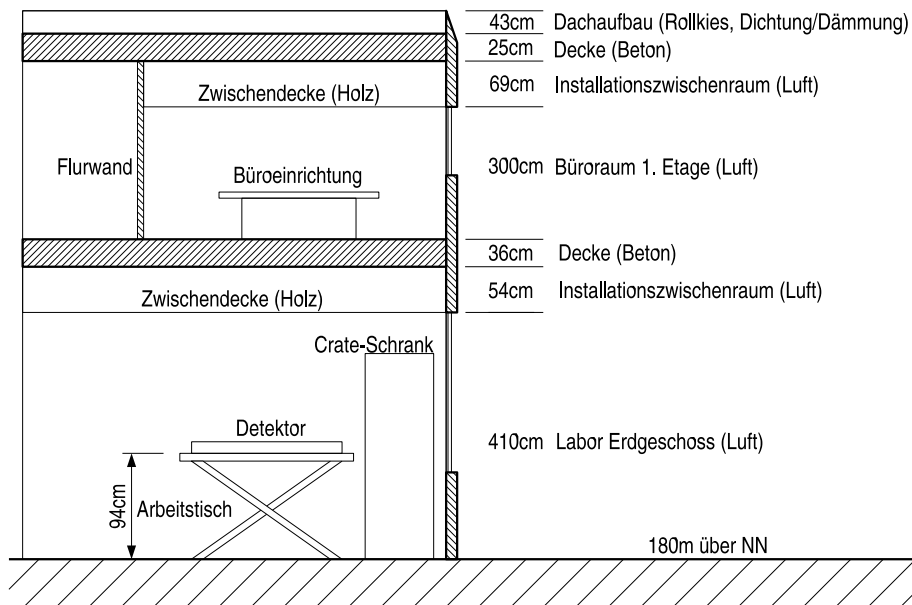 43cm Dachaufbau (Rollkies, Dichtung/Dämmung)
25cm Decke (Beton)
69cm Installationszwischenraum (Luft)
Zwischendecke (Holz)
Flurwand
Büroeinrichtung
300cm Büroraum 1. Etage (Luft)
36cm Decke (Beton)
54cm Installationszwischenraum (Luft)
Zwischendecke (Holz)
Crate-Schrank
Detektor
410cm Labor Erdgeschoss (Luft)
94cm
Arbeitstisch
180m über NN